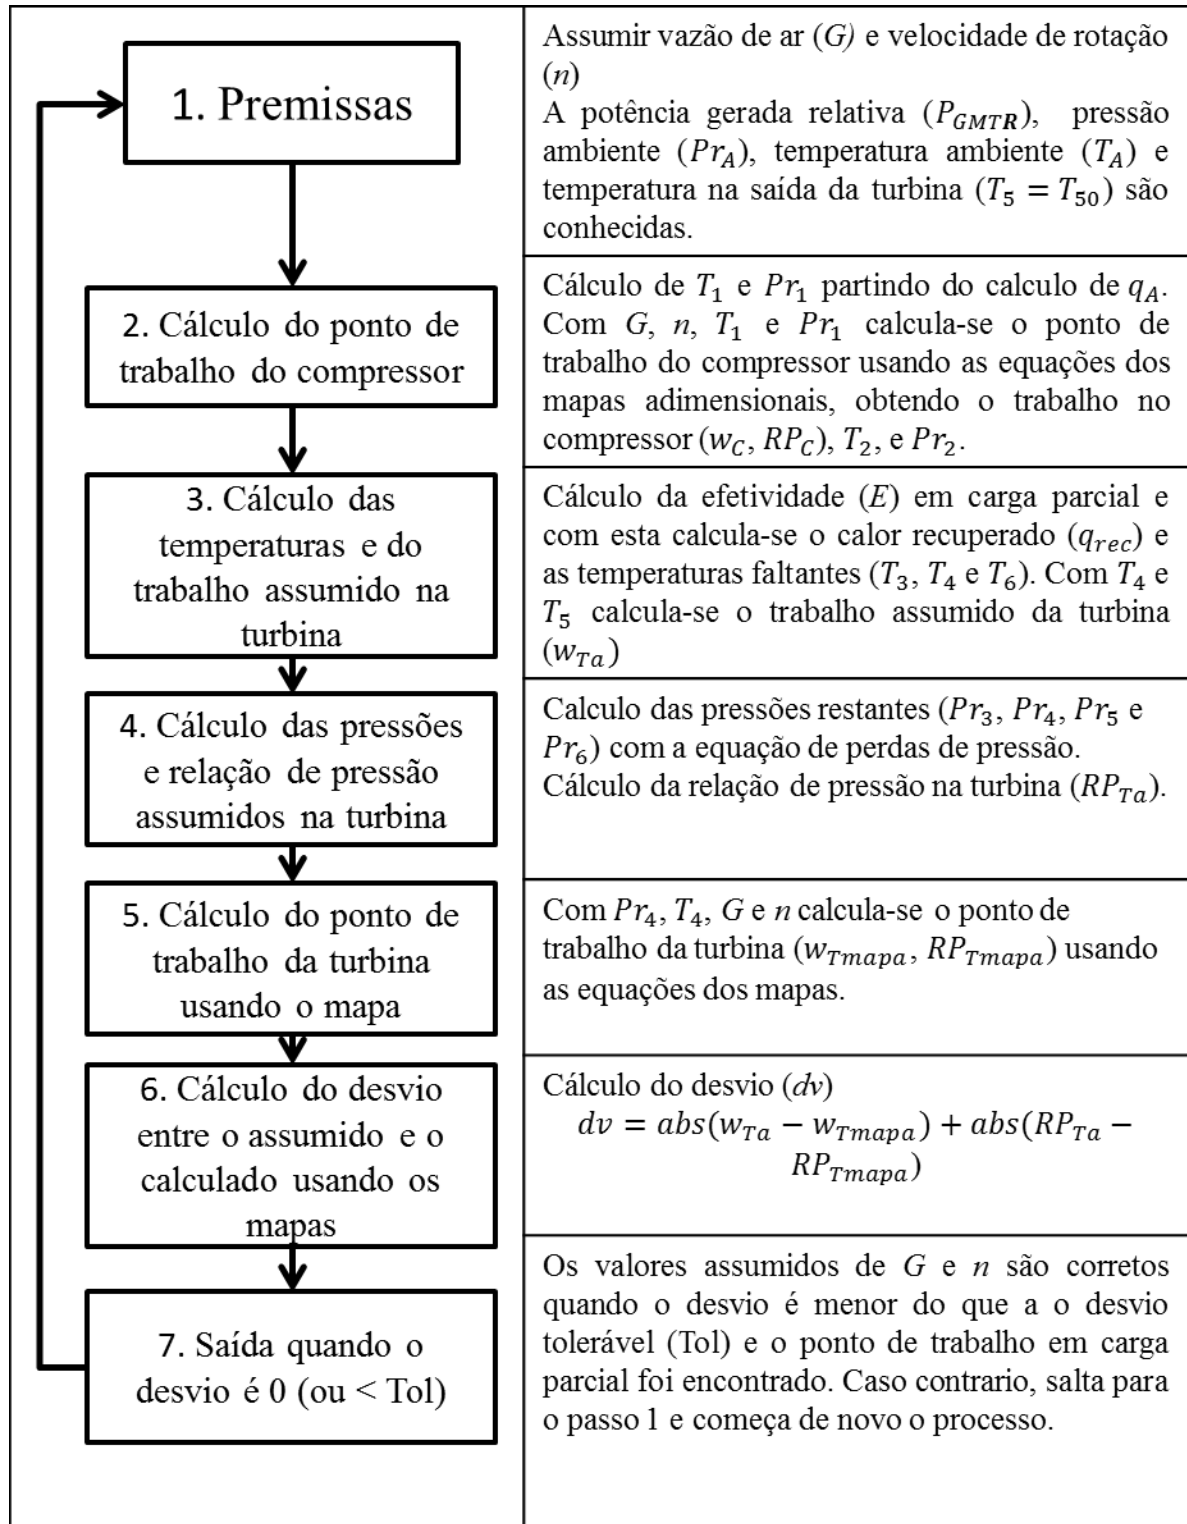 1. Premissas
Assumir vazão de ar (G) e velocidade de rotação
(n)
A potência gerada relativa (P_GMTR), pressão
ambiente (Pr_A), temperatura ambiente (T_A) e
temperatura na saída da turbina (T_5 = T_50) são
conhecidas.
2. Cálculo do ponto de
trabalho do compressor
Cálculo de T_1 e Pr_1 partindo do calculo de q_A.
Com G, n, T_1 e Pr_1 calcula-se o ponto de
trabalho do compressor usando as equações dos
mapas adimensionais, obtendo o trabalho no
compressor (w_C, RP_C), T_2, e Pr_2.
3. Cálculo das
temperaturas e do
trabalho assumido na
turbina
Cálculo da efetividade (E) em carga parcial e
com esta calcula-se o calor recuperado (q_rec) e
as temperaturas faltantes (T_3, T_4 e T_6). Com T_4 e
T_5 calcula-se o trabalho assumido da turbina
(w_Ta)
4. Cálculo das pressões
e relação de pressão
assumidos na turbina
Calculo das pressões restantes (Pr_3, Pr_4, Pr_5 e
Pr_6) com a equação de perdas de pressão.
Cálculo da relação de pressão na turbina (RP_Ta).
5. Cálculo do ponto de
trabalho da turbina
usando o mapa
Com Pr_4, T_4, G e n calcula-se o ponto de
trabalho da turbina (w_Tmapa, RP_Tmapa) usando
as equações dos mapas.
6. Cálculo do desvio
entre o assumido e o
calculado usando os
mapas
Cálculo do desvio (dv)
dv = abs(w_Ta − w_Tmapa) + abs(RP_Ta −
RP_Tmapa)
7. Saída quando o
desvio é 0 (ou < Tol)
Os valores assumidos de G e n são corretos
quando o desvio é menor do que a o desvio
tolerável (Tol) e o ponto de trabalho em carga
parcial foi encontrado. Caso contrario, salta para
o passo 1 e começa de novo o processo.